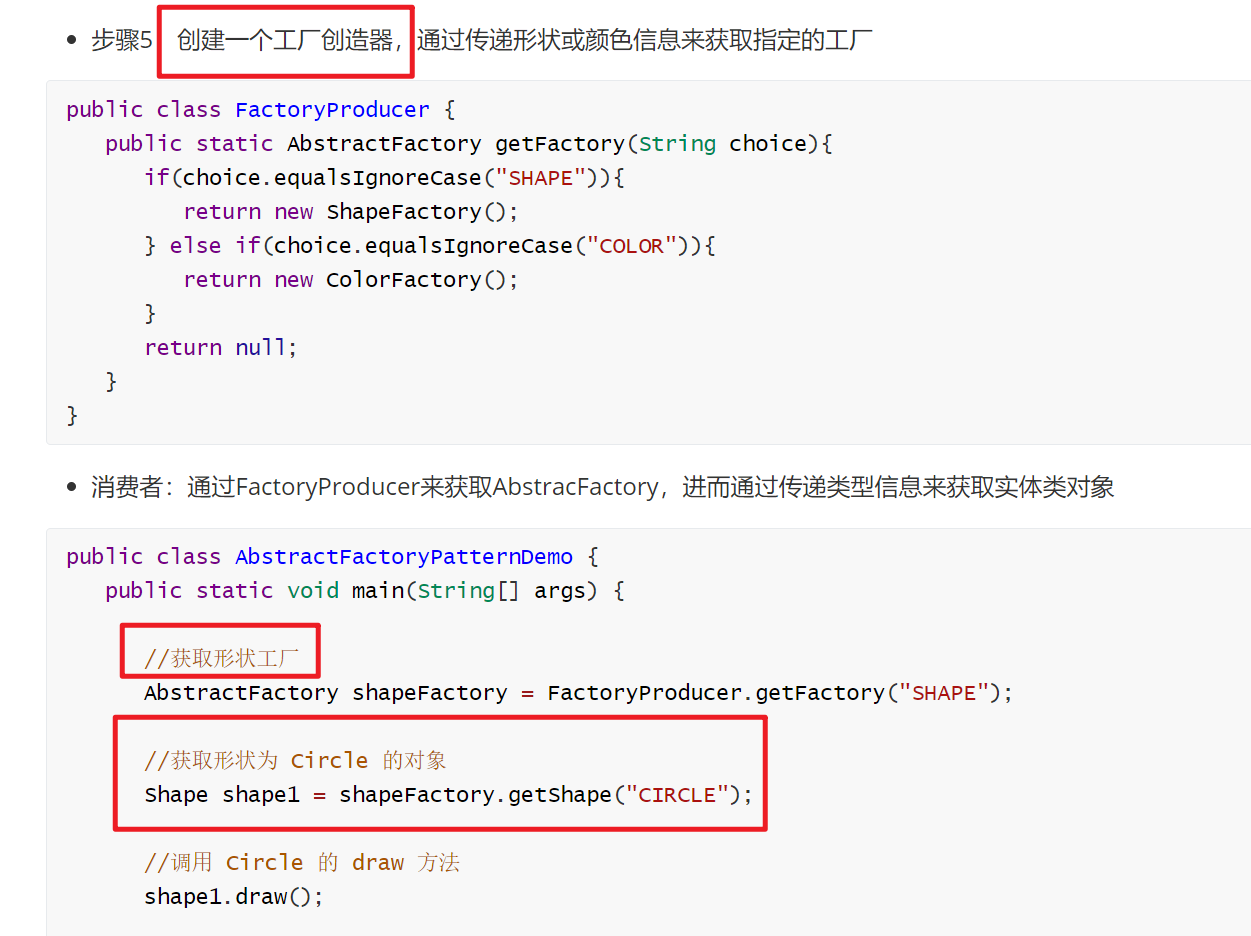 • 步骤5 创建一个工厂创造器，通过传递形状或颜色信息来获取指定的工厂
public class FactoryProducer {
   public static AbstractFactory getFactory(String choice){
      if(choice.equalsIgnoreCase("SHAPE")){
         return new ShapeFactory();
      } else if(choice.equalsIgnoreCase("COLOR")){
         return new ColorFactory();
      }
      return null;
   }
}
• 消费者：通过FactoryProducer来获取AbstracFactory，进而通过传递类型信息来获取实体类对象
public class AbstractFactoryPatternDemo {
   public static void main(String[] args) {
      //获取形状工厂
      AbstractFactory shapeFactory = FactoryProducer.getFactory("SHAPE");
      //获取形状为 Circle 的对象
      Shape shape1 = shapeFactory.getShape("CIRCLE");
      //调用 Circle 的 draw 方法
      shape1.draw();